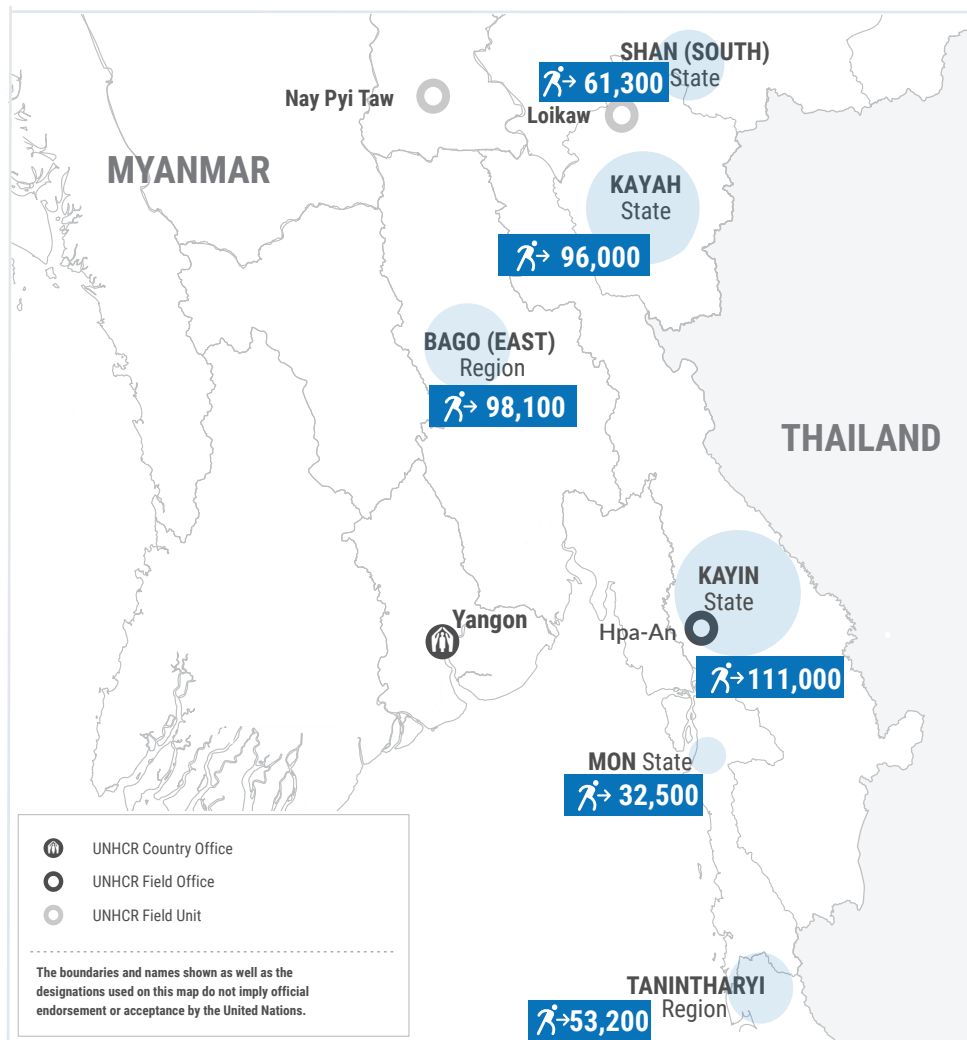 SHAN (SOUTH)
State
61,300
Nay Pyi Taw
Loikaw
MYANMAR
KAYAH
State
96,000
BAGO (EAST)
Region
98,100
THAILAND
KAYIN
State
Yangon
Hpa-An
111,000
MON State
32,500
UNHCR Country Office
UNHCR Field Office
UNHCR Field Unit
The boundaries and names shown as well as the
designations used on this map do not imply official
endorsement or acceptance by the United Nations.
TANINTHARYI
Region
53,200